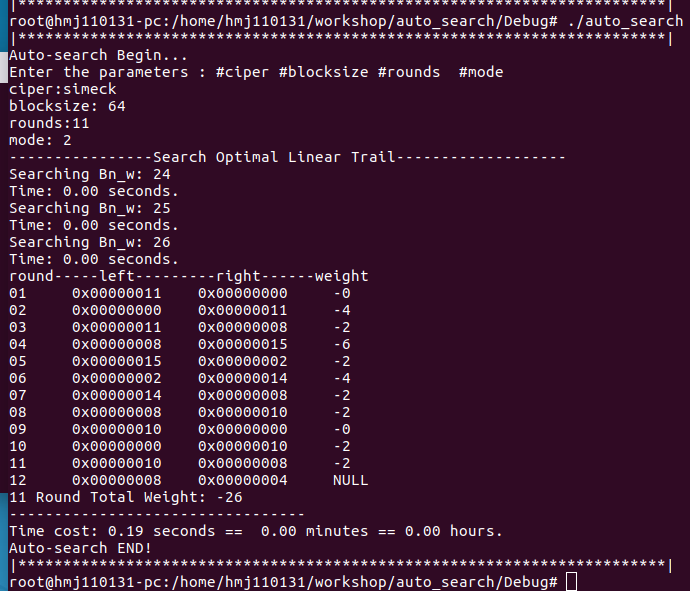 |************************************************************************|
root@hmj110131-pc:/home/hmj110131/workshop/auto_search/Debug# ./auto_search
|************************************************************************|
Auto-search Begin...
Enter the parameters : #ciper #blocksize #rounds  #mode
ciper:simeck
blocksize: 64
rounds:11
mode: 2
----------------Search Optimal Linear Trail-------------------
Searching Bn_w: 24
Time: 0.00 seconds.
Searching Bn_w: 25
Time: 0.00 seconds.
Searching Bn_w: 26
Time: 0.00 seconds.
round-----left---------right------weight
01     0x00000011    0x00000000     -0
02     0x00000000    0x00000011     -4
03     0x00000011    0x00000008     -2
04     0x00000008    0x00000015     -6
05     0x00000015    0x00000002     -2
06     0x00000002    0x00000014     -4
07     0x00000014    0x00000008     -2
08     0x00000008    0x00000010     -2
09     0x00000010    0x00000000     -0
10     0x00000000    0x00000010     -2
11     0x00000010    0x00000008     -2
12     0x00000008    0x00000004     NULL
11 Round Total Weight: -26
---------------------------------
Time cost: 0.19 seconds ==  0.00 minutes == 0.00 hours.
Auto-search END!
|************************************************************************|
root@hmj110131-pc:/home/hmj110131/workshop/auto_search/Debug#